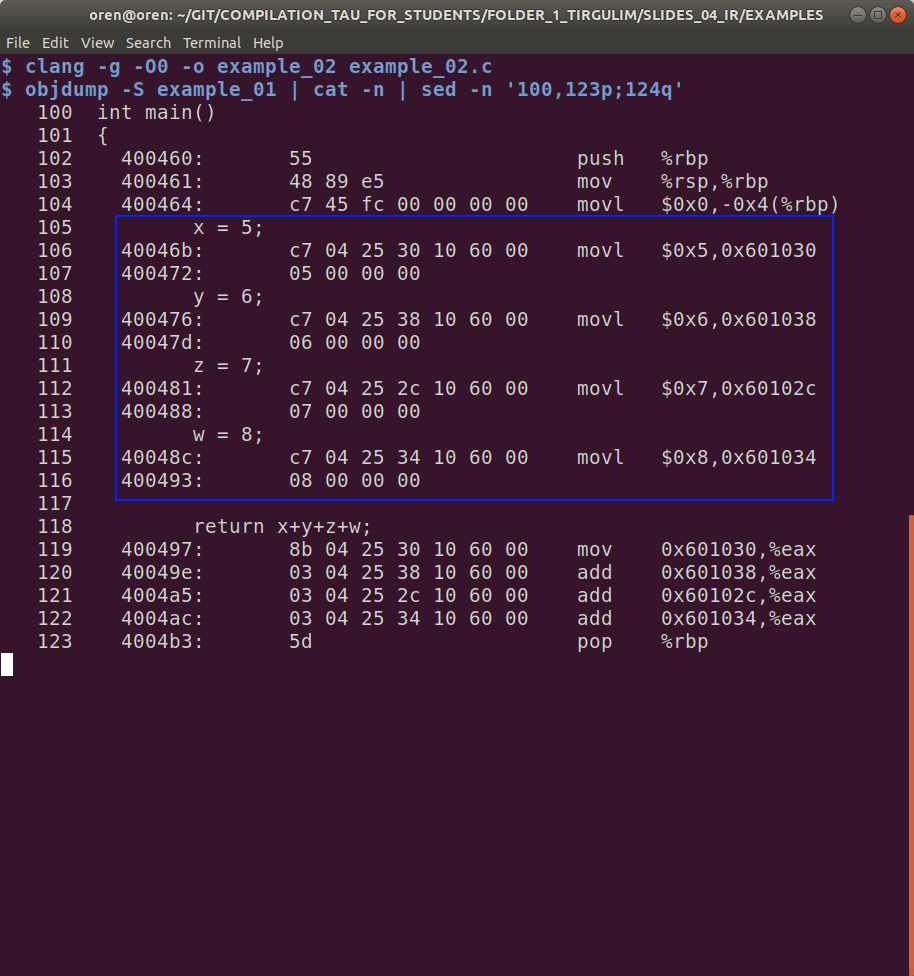 oren@oren: ~/GIT/COMPILATION_TAU_FOR_STUDENTS/FOLDER_1_TIRGULIM/SLIDES_04_IR/EXAMPLES
File Edit View Search Terminal Help
$ clang -g -O0 -o example_02 example_02.c
$ objdump -S example_01 | cat -n | sed -n '100,123p;124q'
   100  int main()
   101  {
   102    400460:       55                      push   %rbp
   103    400461:       48 89 e5                mov    %rsp,%rbp
   104    400464:       c7 45 fc 00 00 00 00    movl   $0x0,-0x4(%rbp)
   105          x = 5;
   106    40046b:       c7 04 25 30 10 60 00    movl   $0x5,0x601030
   107    400472:       05 00 00 00
   108          y = 6;
   109    400476:       c7 04 25 38 10 60 00    movl   $0x6,0x601038
   110    40047d:       06 00 00 00
   111          z = 7;
   112    400481:       c7 04 25 2c 10 60 00    movl   $0x7,0x60102c
   113    400488:       07 00 00 00
   114          w = 8;
   115    40048c:       c7 04 25 34 10 60 00    movl   $0x8,0x601034
   116    400493:       08 00 00 00
   117
   118          return x+y+z+w;
   119    400497:       8b 04 25 30 10 60 00    mov    0x601030,%eax
   120    40049e:       03 04 25 38 10 60 00    add    0x601038,%eax
   121    4004a5:       03 04 25 2c 10 60 00    add    0x60102c,%eax
   122    4004ac:       03 04 25 34 10 60 00    add    0x601034,%eax
   123    4004b3:       5d                      pop    %rbp